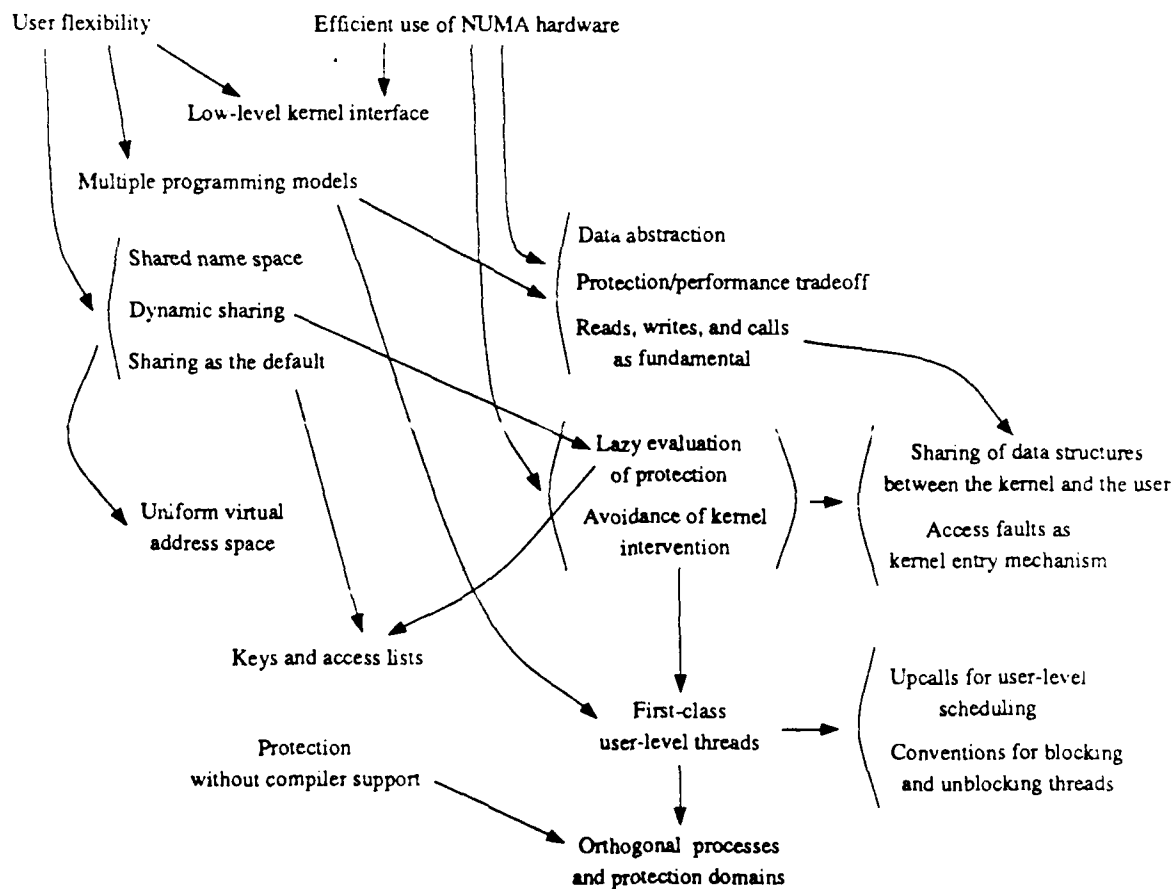 User flexibility
Efficient use of NUMA hardware
Low-level kernel interface
Multiple programming models
Data abstraction
Shared name space
Protection/performance tradeoff
Dynamic sharing
Reads, writes, and calls
as fundamental
Sharing as the default
Lazy evaluation
of protection
Sharing of data structures
between the kernel and the user
Uniform virtual
address space
Avoidance of kernel
intervention
Access faults as
kernel entry mechanism
Keys and access lists
Upcalls for user-level
scheduling
First-class
user-level threads
Protection
without compiler support
Conventions for blocking
and unblocking threads
Orthogonal processes
and protection domains